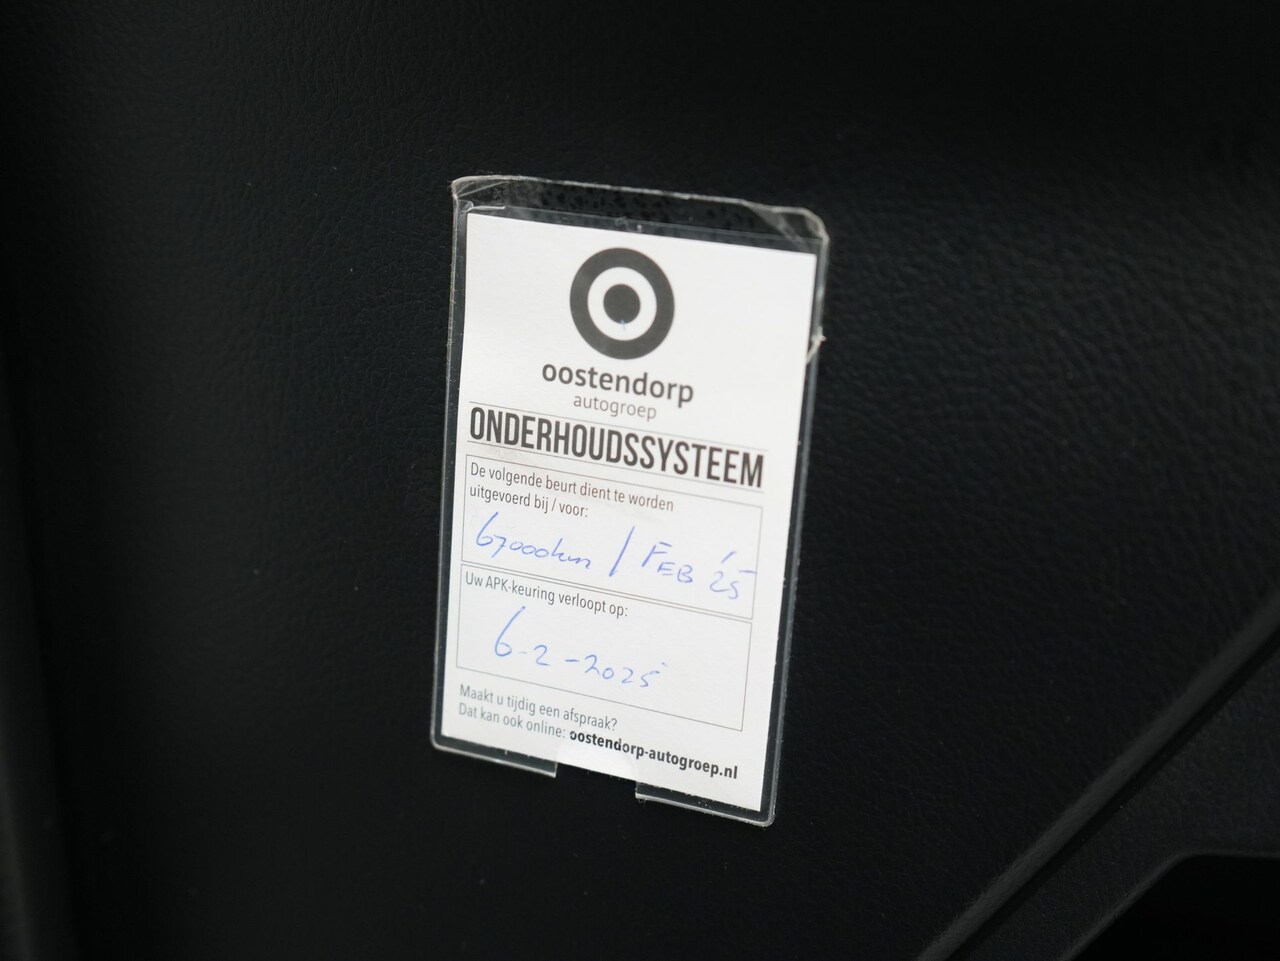 oostendorp
autogroep
ONDERHOUDSSYSTEEM
De volgende beurt dient te worden
uitgevoerd bij / voor:
67000km / FEB '25
Uw APK-keuring verloopt op:
6-2-2025
Maakt u tijdig een afspraak?
Dat kan ook online: oostendorp-autogroep.nl